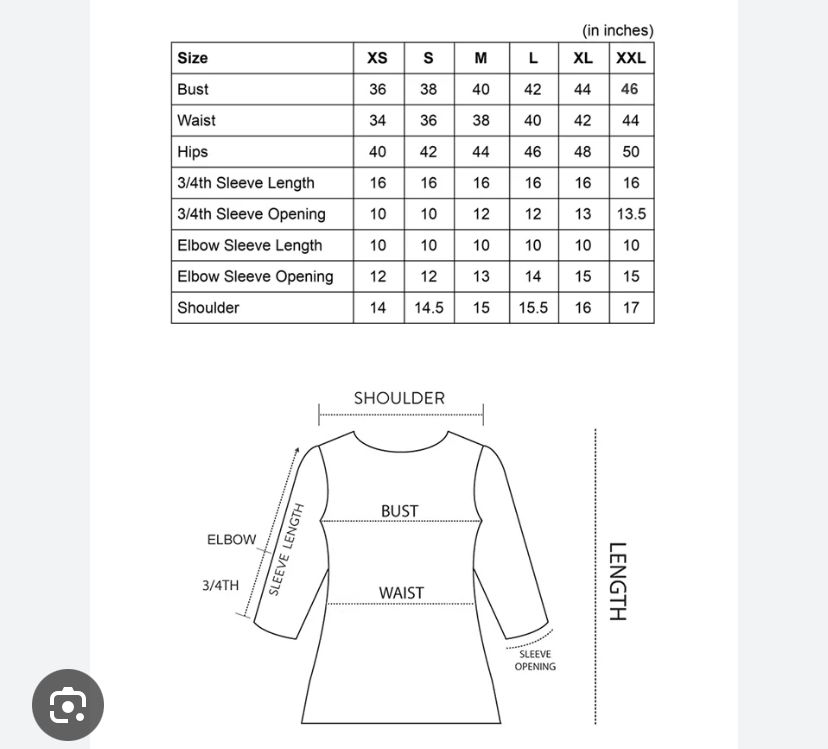 (in inches)
Size XS S M L XL XXL
Bust 36 38 40 42 44 46
Waist 34 36 38 40 42 44
Hips 40 42 44 46 48 50
3/4th Sleeve Length 16 16 16 16 16 16
3/4th Sleeve Opening 10 10 12 12 13 13.5
Elbow Sleeve Length 10 10 10 10 10 10
Elbow Sleeve Opening 12 12 13 14 15 15
Shoulder 14 14.5 15 15.5 16 17
SHOULDER
BUST
ELBOW
SLEEVE LENGTH
3/4TH
WAIST
LENGTH
SLEEVE
OPENING